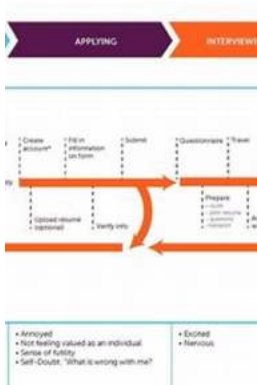 APPLYING
INTERVIEW
Create
account*
Fill in
information
on form
Submit
Questionnaire
Travel
Upload resume
(optional)
Verify info
Prepare
• Annoyed
• Not feeling valued as an individual
• Sense of futility
• Self-Doubt: "What is wrong with me?
• Excited
• Nervous